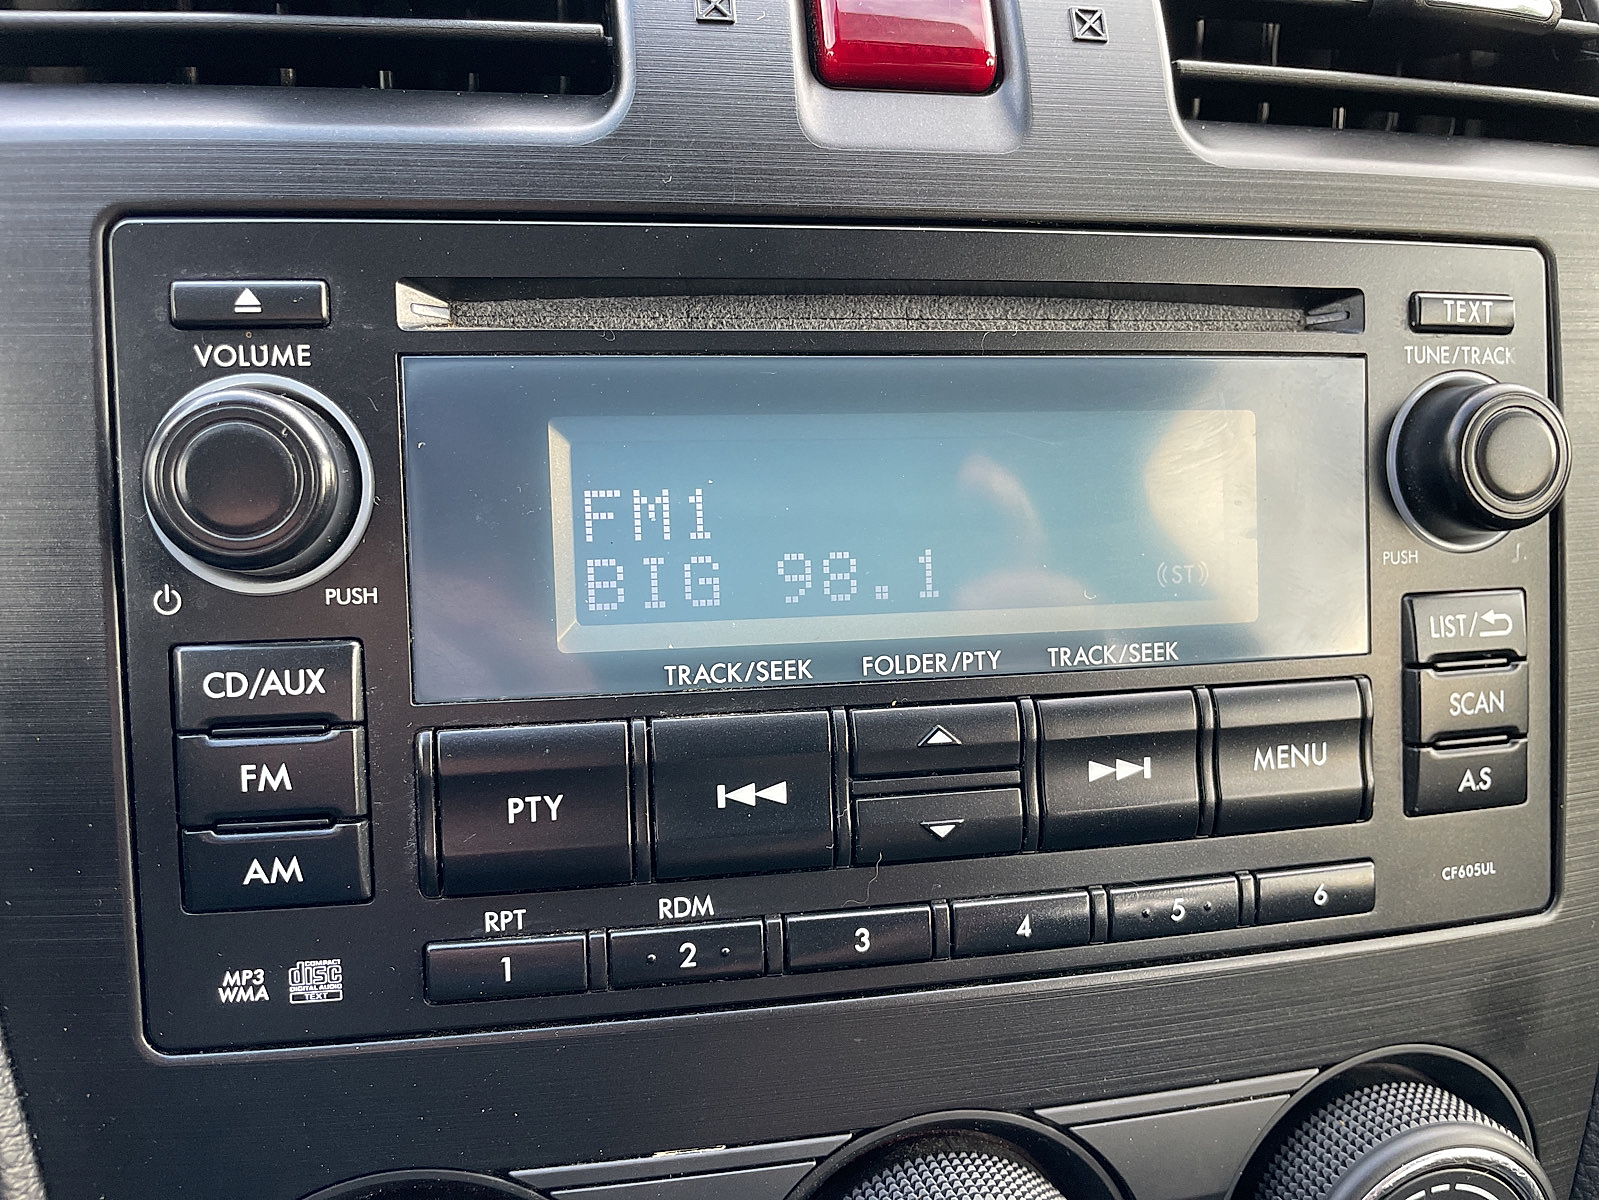 TEXT
VOLUME
TUNE/TRACK
FM1
BIG 98.1
(ST)
PUSH
PUSH
TRACK/SEEK
FOLDER/PTY
TRACK/SEEK
LIST/
CD/AUX
SCAN
FM
PTY
MENU
A.S
AM
CF605UL
RPT
RDM
1
2
3
4
5
6
MP3
WMA
COMPACT
disc
DIGITAL AUDIO
TEXT